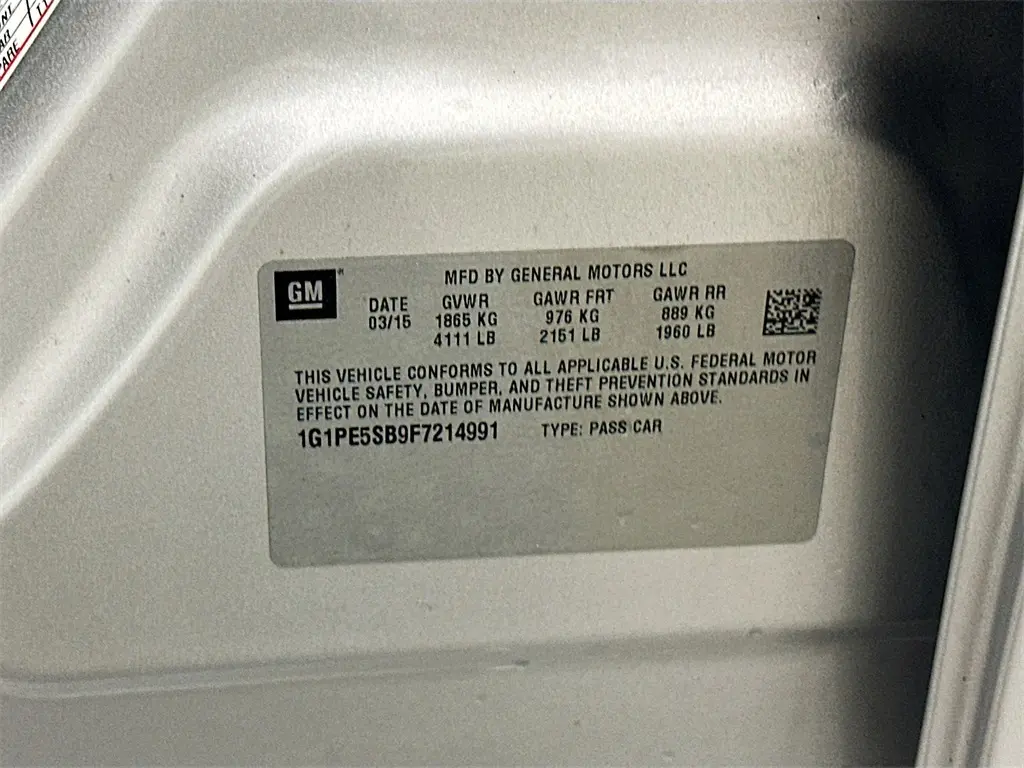 GM
MFD BY GENERAL MOTORS LLC
DATE GVWR GAWR FRT GAWR RR
03/15 1865 KG 976 KG 889 KG
4111 LB 2151 LB 1960 LB
THIS VEHICLE CONFORMS TO ALL APPLICABLE U.S. FEDERAL MOTOR
VEHICLE SAFETY, BUMPER, AND THEFT PREVENTION STANDARDS IN
EFFECT ON THE DATE OF MANUFACTURE SHOWN ABOVE.
1G1PE5SB9F7214991 TYPE: PASS CAR